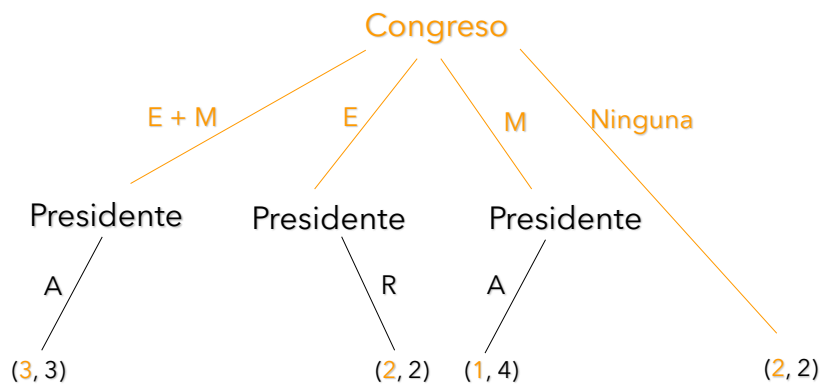 Congreso
E + M
E
M
Ninguna
Presidente
Presidente
Presidente
A
R
A
(3, 3)
(2, 2)
(1, 4)
(2, 2)